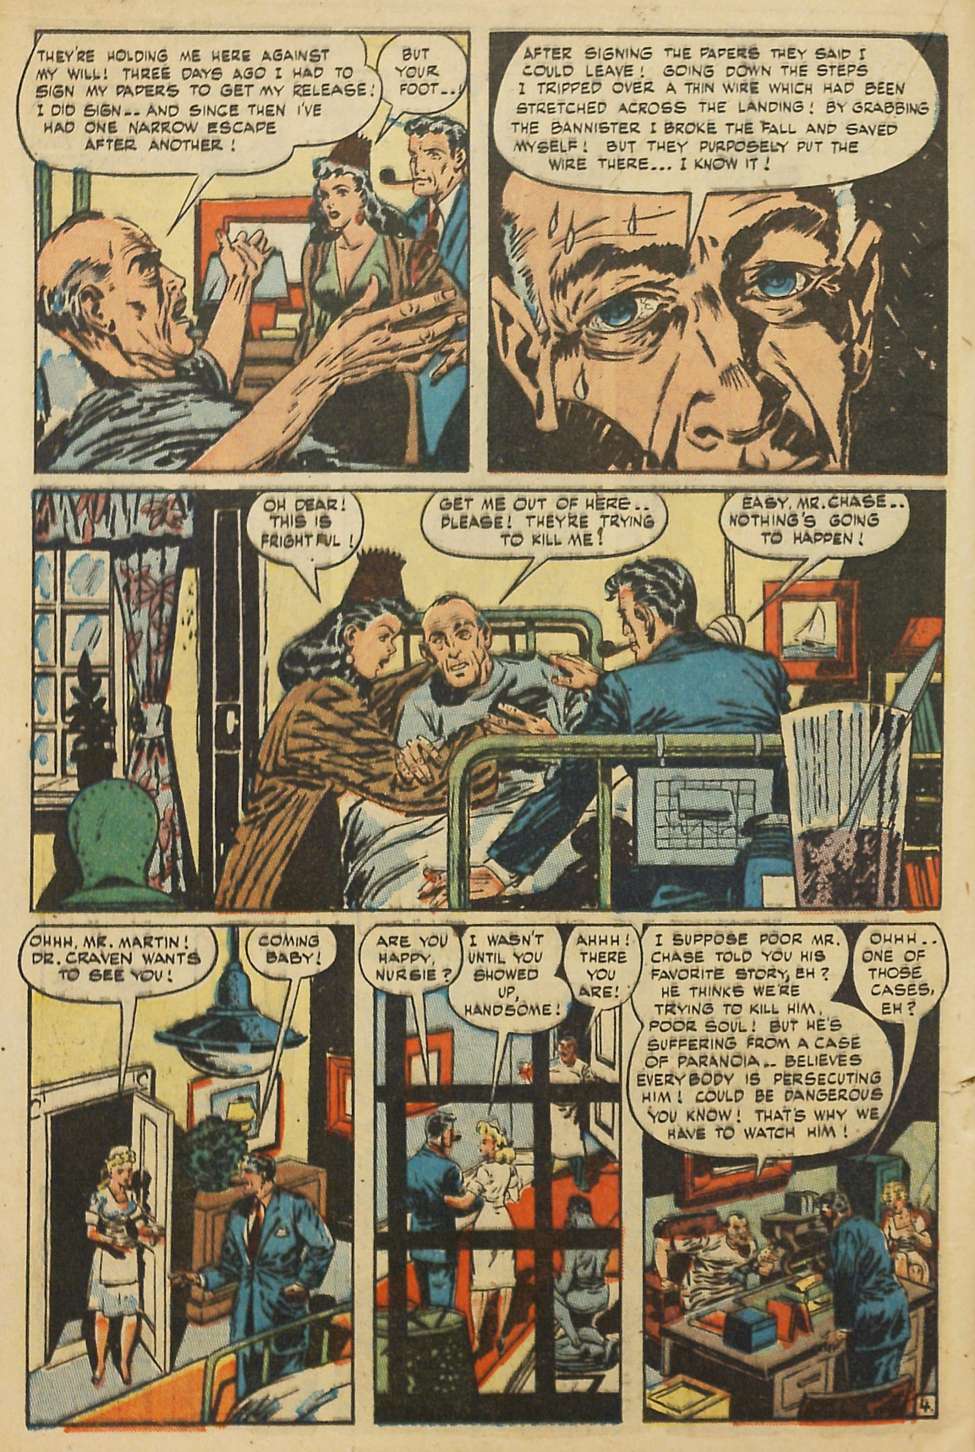 THEY'RE HOLDING ME HERE AGAINST
MY WILL! THREE DAYS AGO I HAD TO
SIGN MY PAPERS TO GET MY RELEASE!
I DID SIGN-- AND SINCE THEN I'VE
HAD ONE NARROW ESCAPE
AFTER ANOTHER!
BUT
YOUR
FOOT--!
AFTER SIGNING THE PAPERS THEY SAID I
COULD LEAVE! GOING DOWN THE STEPS
I TRIPPED OVER A THIN WIRE WHICH HAD BEEN
STRETCHED ACROSS THE LANDING! BY GRABBING
THE BANNISTER I BROKE THE FALL AND SAVED
MYSELF! BUT THEY PURPOSELY PUT THE
WIRE THERE... I KNOW IT!
OH DEAR!
THIS IS
FRIGHTFUL!
GET ME OUT OF HERE--
PLEASE! THEY'RE TRYING
TO KILL ME!
EASY, MR. CHASE--
NOTHING'S GOING
TO HAPPEN!
OHHH, MR. MARTIN!
DR. CRAVEN WANTS
TO SEE YOU!
COMING
BABY!
ARE YOU
HAPPY,
NURSIE?
I WASN'T
UNTIL YOU
SHOWED
UP,
HANDSOME!
AHHH!
THERE
YOU
ARE!
I SUPPOSE POOR MR.
CHASE TOLD YOU HIS
FAVORITE STORY, EH?
HE THINKS WE'RE
TRYING TO KILL HIM,
POOR SOUL! BUT HE'S
SUFFERING FROM A CASE
OF PARANOIA-- BELIEVES
EVERYBODY IS PERSECUTING
HIM! COULD BE DANGEROUS
YOU KNOW! THAT'S WHY WE
HAVE TO WATCH HIM!
OHHH--
ONE OF
THOSE
CASES,
EH?
4.